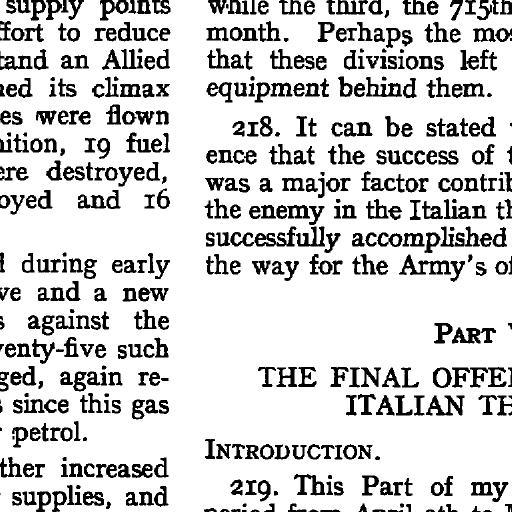 supply points
ffort to reduce
tand an Allied
ned its climax
es were flown
nition, 19 fuel
ere destroyed,
oyed and 16
d during early
ve and a new
s against the
venty-five such
ged, again re-
s since this gas
r petrol.
ther increased
r supplies, and
while the third, the 715th
month. Perhaps the mos
that these divisions left
equipment behind them.
218. It can be stated
ence that the success of t
was a major factor contrib
the enemy in the Italian th
successfully accomplished
the way for the Army's of
PART V
THE FINAL OFFE
ITALIAN TH
INTRODUCTION.
219. This Part of my
period from April 9th to